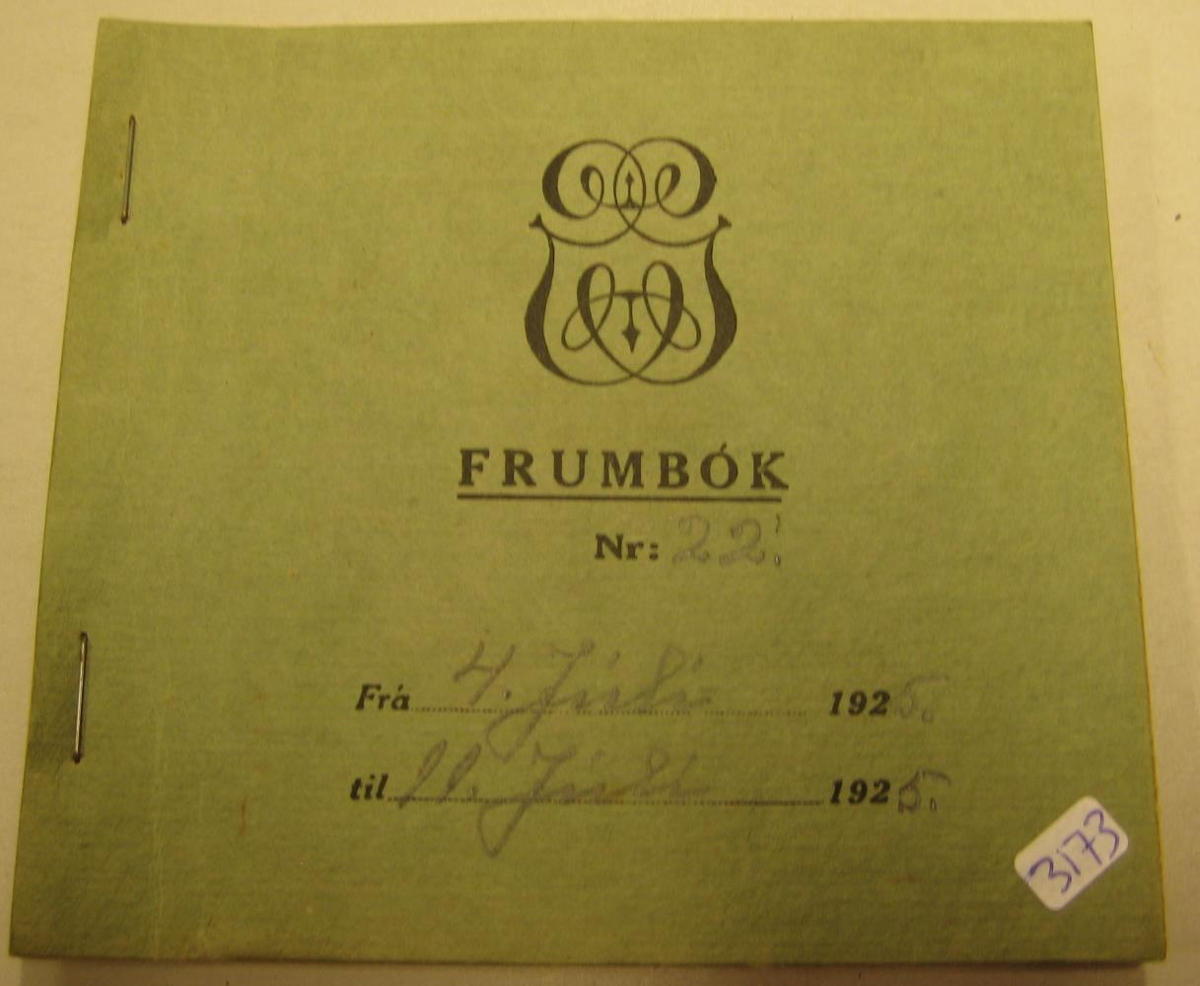 FRUMBÓK
Nr: 22.
Frá 4. Júlí 1925.
til 11. Júlí 1925.
3173